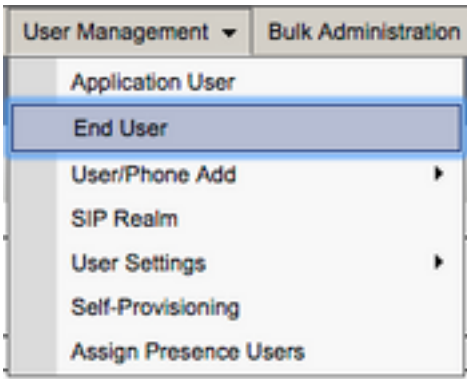 User Management Bulk Administration
Application User
End User
User/Phone Add
SIP Realm
User Settings
Self-Provisioning
Assign Presence Users